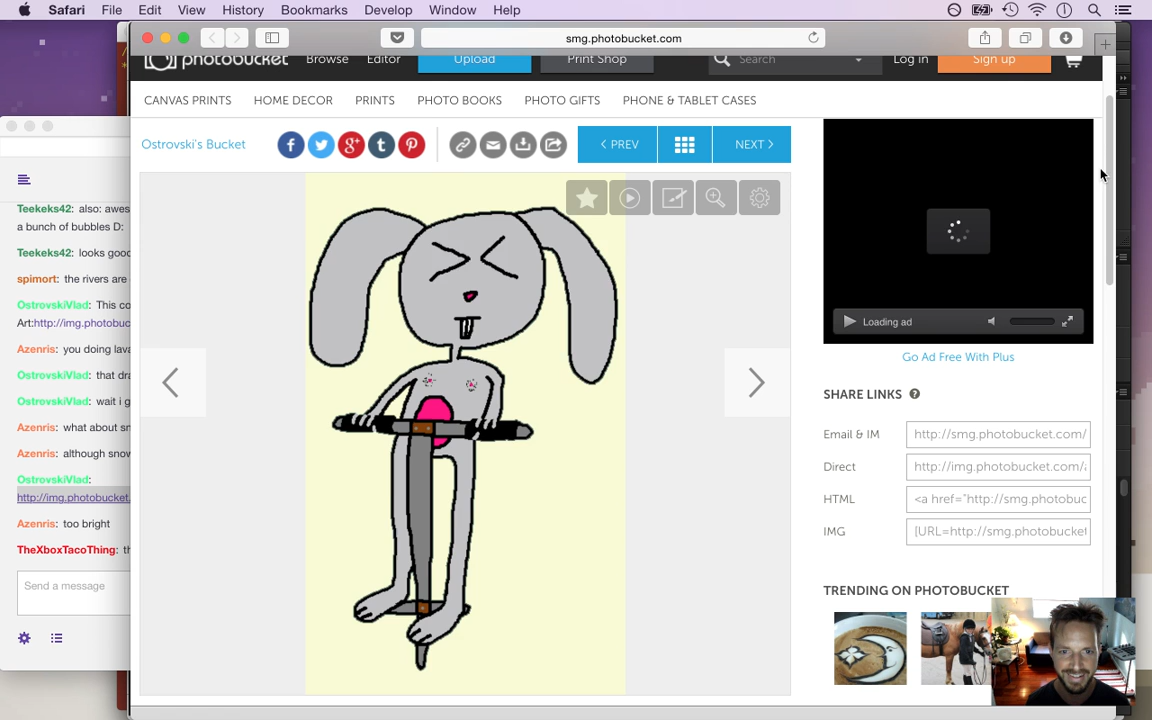 Safari File Edit View History Bookmarks Develop Window Help
smg.photobucket.com
photobucket Browse Editor Upload Print Shop Search Log in Sign up
CANVAS PRINTS HOME DECOR PRINTS PHOTO BOOKS PHOTO GIFTS PHONE & TABLET CASES
Ostrovski's Bucket
PREV
NEXT
Teekeks42: also: awes
a bunch of bubbles D:
Teekeks42: looks good
spimort: the rivers are
OstrovskiVlad: This co
Art:http://img.photobuc
Azenris: you doing lava
OstrovskiVlad: that dra
OstrovskiVlad: wait i g
Azenris: what about sn
Azenris: although snow
OstrovskiVlad:
http://img.photobucket.
Azenris: too bright
TheXboxTacoThing: th
Send a message
Loading ad
Go Ad Free With Plus
SHARE LINKS ?
Email & IM http://smg.photobucket.com/
Direct http://img.photobucket.com/
HTML <a href="http://smg.photobuc
IMG [URL=http://smg.photobucket
TRENDING ON PHOTOBUCKET